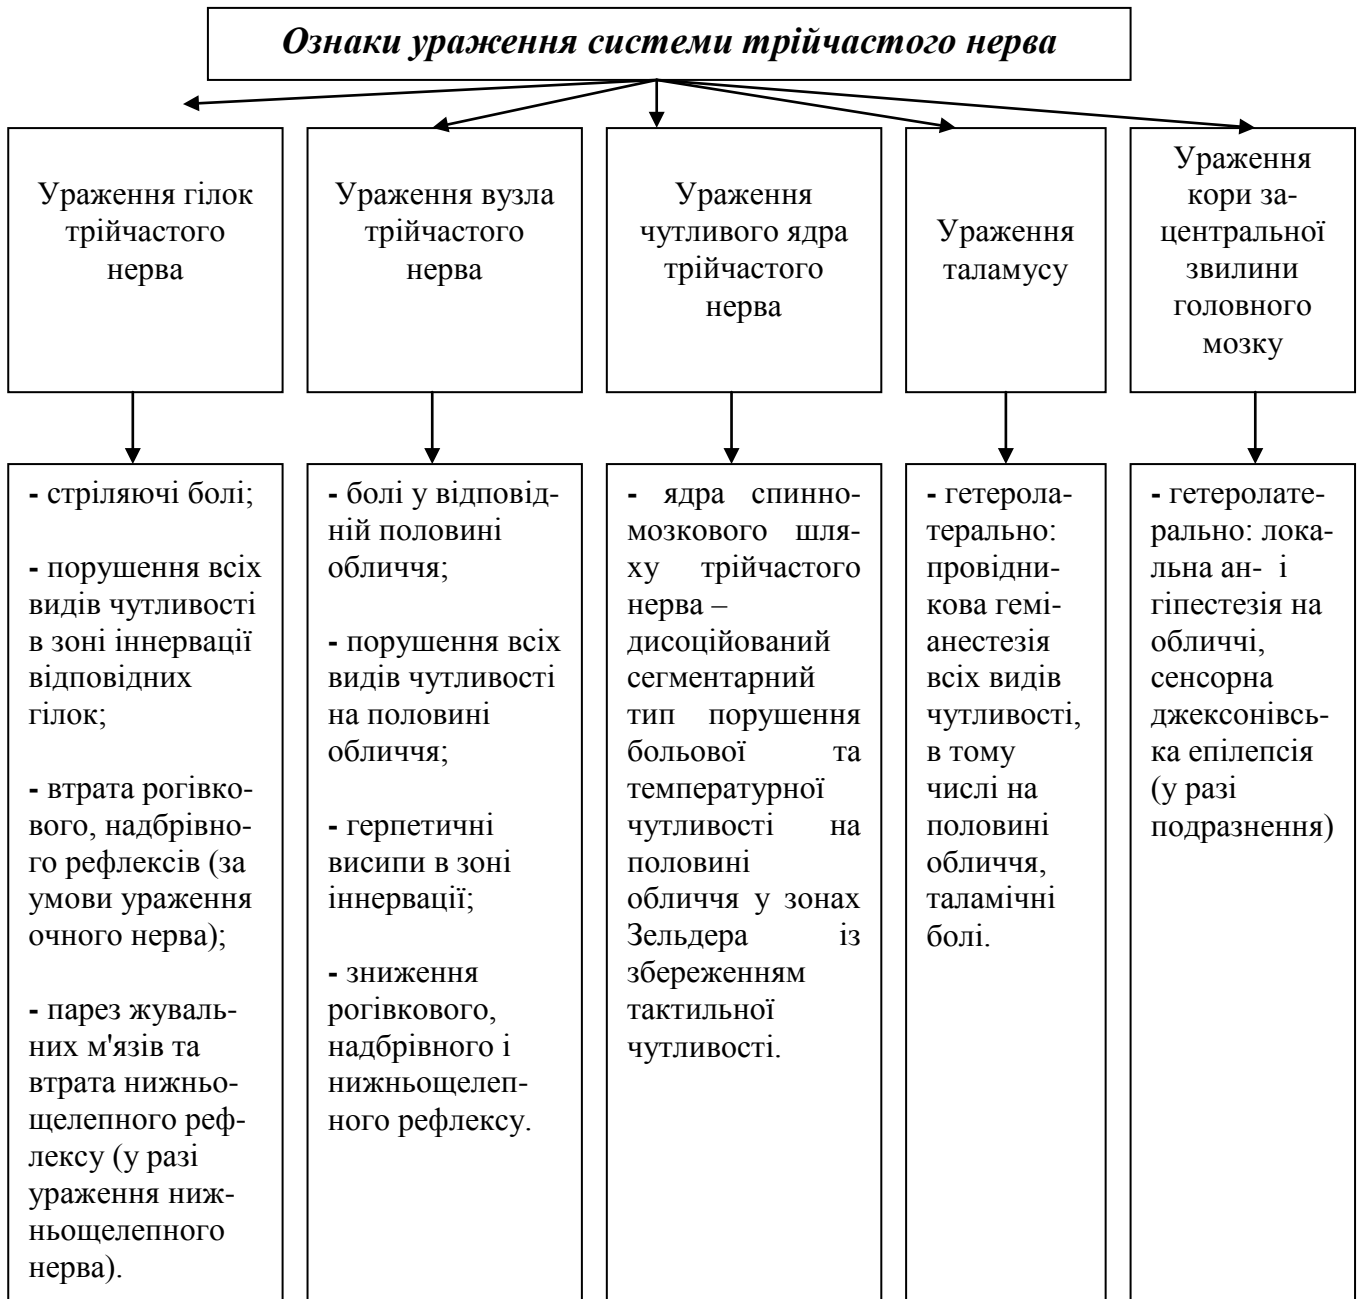 Ознаки ураження системи трійчастого нерва
Ураження гілок
трійчастого
нерва
Ураження вузла
трійчастого
нерва
Ураження
чутливого ядра
трійчастого
нерва
Ураження
таламусу
Ураження
кори за-
центральної
звилини
головного
мозку
- стріляючі болі;
- порушення всіх
видів чутливості
в зоні іннервації
відповідних
гілок;
- втрата рогівко-
вого, надбрівно-
го рефлексів (за
умови ураження
очного нерва);
- парез жуваль-
них м'язів та
втрата нижньо-
щелепного реф-
лексу (у разі
ураження ниж-
ньощелепного
нерва).
- болі у відповід-
ній половині
обличчя;
- порушення всіх
видів чутливості
на половині
обличчя;
- герпетичні
висипи в зоні
іннервації;
- зниження
рогівкового,
надбрівного і
нижньощелеп-
ного рефлексу.
- ядра спинно-
мозкового шля-
ху трійчастого
нерва –
дисоційований
сегментарний
тип порушення
больової та
температурної
чутливості на
половині
обличчя у зонах
Зельдера із
збереженням
тактильної
чутливості.
- гетерола-
терально:
провідни-
кова гемі-
анестезія
всіх видів
чутливості,
в тому
числі на
половині
обличчя,
таламічні
болі.
- гетеролате-
рально: лока-
льна ан- і
гіпестезія на
обличчі,
сенсорна
джексонівсь-
ка епілепсія
(у разі
подразнення)